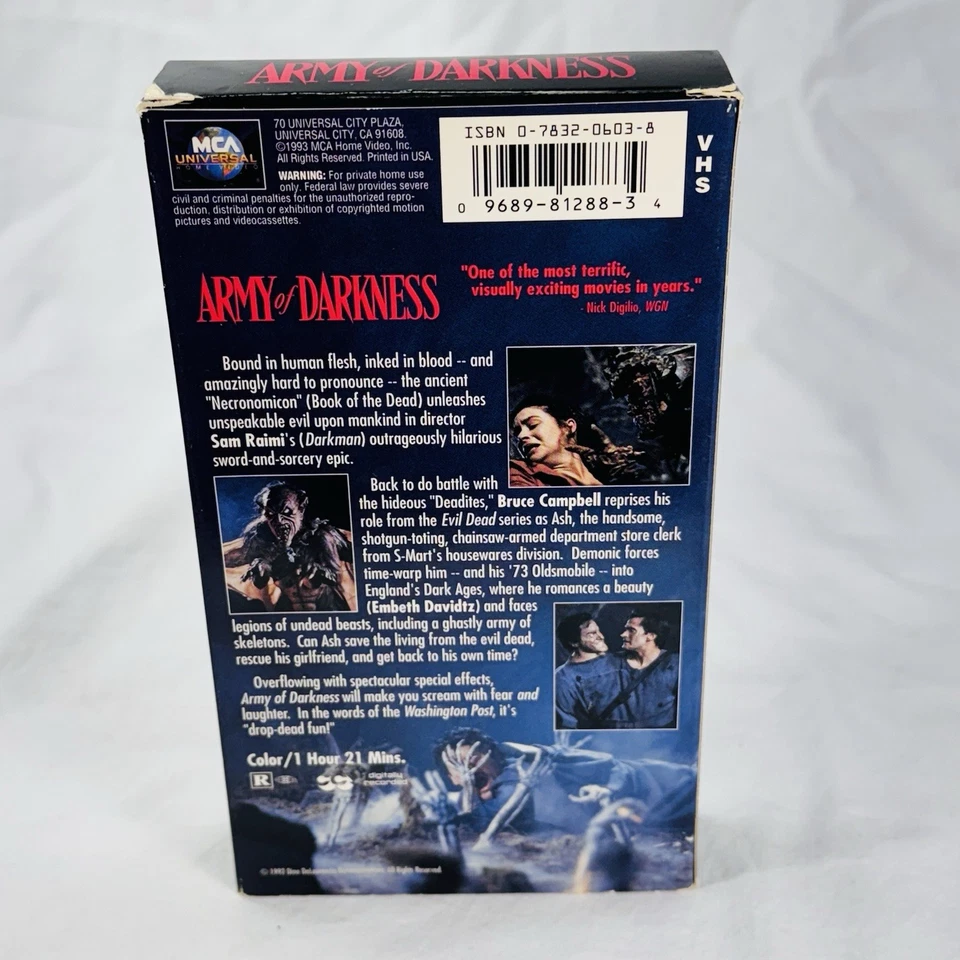 ARMY of DARKNESS
MCA
UNIVERSAL
HOME VIDEO
70 UNIVERSAL CITY PLAZA,
UNIVERSAL CITY, CA 91608.
©1993 MCA Home Video, Inc.
All Rights Reserved. Printed in USA.
WARNING: For private home use
only. Federal law provides severe
civil and criminal penalties for the unauthorized repro-
duction, distribution or exhibition of copyrighted motion
pictures and videocassettes.
ISBN 0-7832-0603-8
0 9689-81288-3 4
VHS
ARMY of DARKNESS
"One of the most terrific,
visually exciting movies in years."
- Nick Digilio, WGN
Bound in human flesh, inked in blood -- and
amazingly hard to pronounce -- the ancient
"Necronomicon" (Book of the Dead) unleashes
unspeakable evil upon mankind in director
Sam Raimi's (Darkman) outrageously hilarious
sword-and-sorcery epic.
Back to do battle with
the hideous "Deadites," Bruce Campbell reprises his
role from the Evil Dead series as Ash, the handsome,
shotgun-toting, chainsaw-armed department store clerk
from S-Mart's housewares division. Demonic forces
time-warp him -- and his '73 Oldsmobile -- into
England's Dark Ages, where he romances a beauty
(Embeth Davidtz) and faces
legions of undead beasts, including a ghastly army of
skeletons. Can Ash save the living from the evil dead,
rescue his girlfriend, and get back to his own time?
Overflowing with spectacular special effects,
Army of Darkness will make you scream with fear and
laughter. In the words of the Washington Post, it's
"drop-dead fun!"
Color/1 Hour 21 Mins.
R
digitally
recorded
All Rights Reserved.